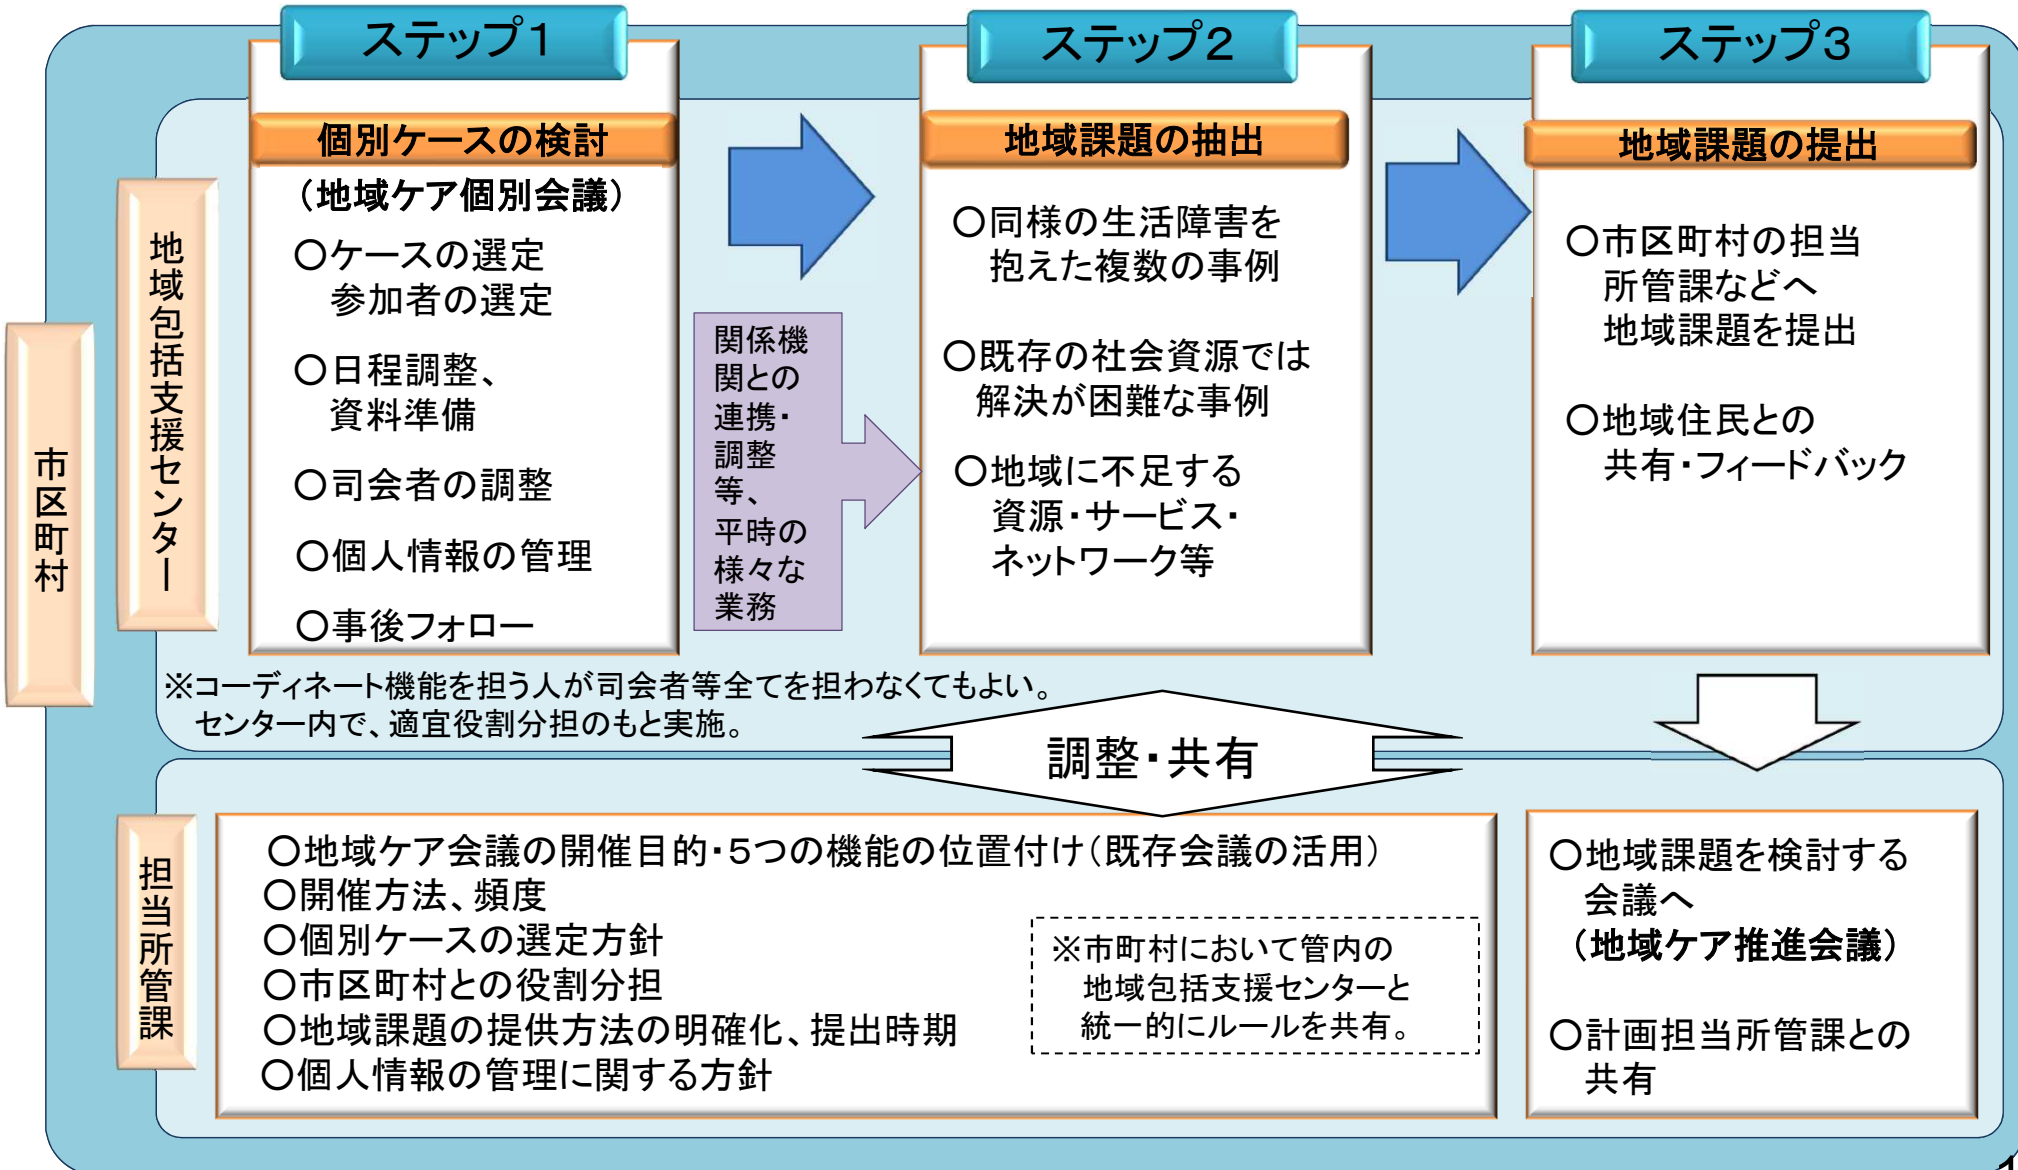 ステップ１
個別ケースの検討
（地域ケア個別会議）
○ケースの選定
参加者の選定
○日程調整、
資料準備
○司会者の調整
○個人情報の管理
○事後フォロー
関係機
関との
連携・
調整
等、
平時の
様々な
業務
ステップ２
地域課題の抽出
○同様の生活障害を
抱えた複数の事例
○既存の社会資源では
解決が困難な事例
○地域に不足する
資源・サービス・
ネットワーク等
ステップ３
地域課題の提出
○市区町村の担当
所管課などへ
地域課題を提出
○地域住民との
共有・フィードバック
市区町村
地域包括支援センター
※コーディネート機能を担う人が司会者等全てを担わなくてもよい。
センター内で、適宜役割分担のもと実施。
調整・共有
担当所管課
○地域ケア会議の開催目的・５つの機能の位置付け（既存会議の活用）
○開催方法、頻度
○個別ケースの選定方針
○市区町村との役割分担
○地域課題の提供方法の明確化、提出時期
○個人情報の管理に関する方針
※市町村において管内の
地域包括支援センターと
統一的にルールを共有。
○地域課題を検討する
会議へ
（地域ケア推進会議）
○計画担当所管課との
共有